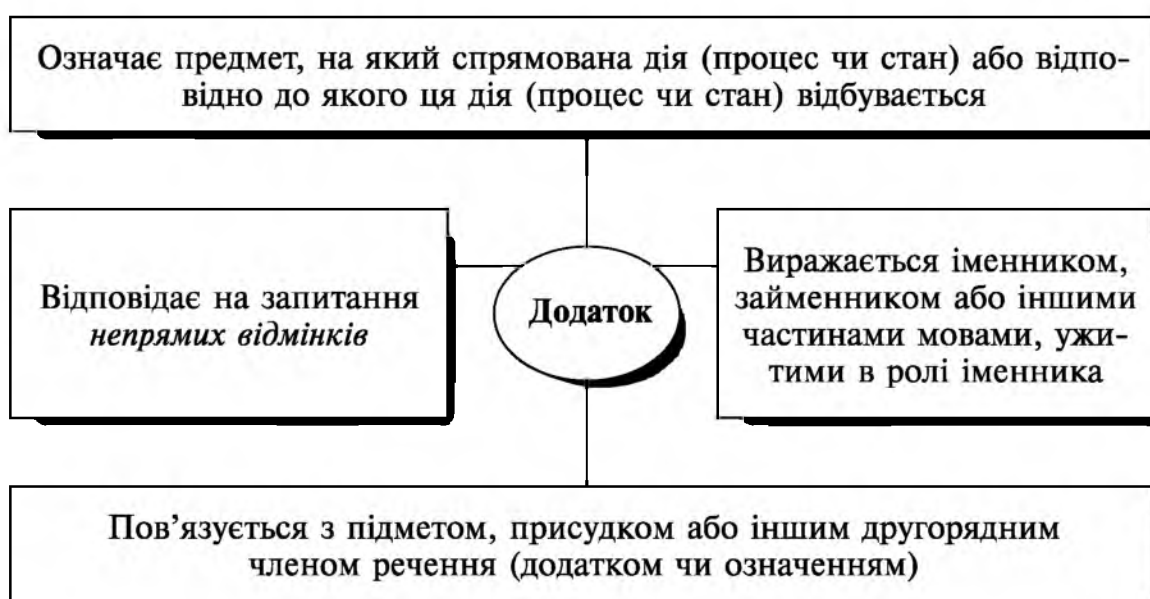 Означає предмет, на який спрямована дія (процес чи стан) або відпо-
відно до якого ця дія (процес чи стан) відбувається
Відповідає на запитання
непрямих відмінків
Додаток
Виражається іменником,
займенником або іншими
частинами мовами, ужи-
тими в ролі іменника
Пов’язується з підметом, присудком або іншим другорядним
членом речення (додатком чи означенням)